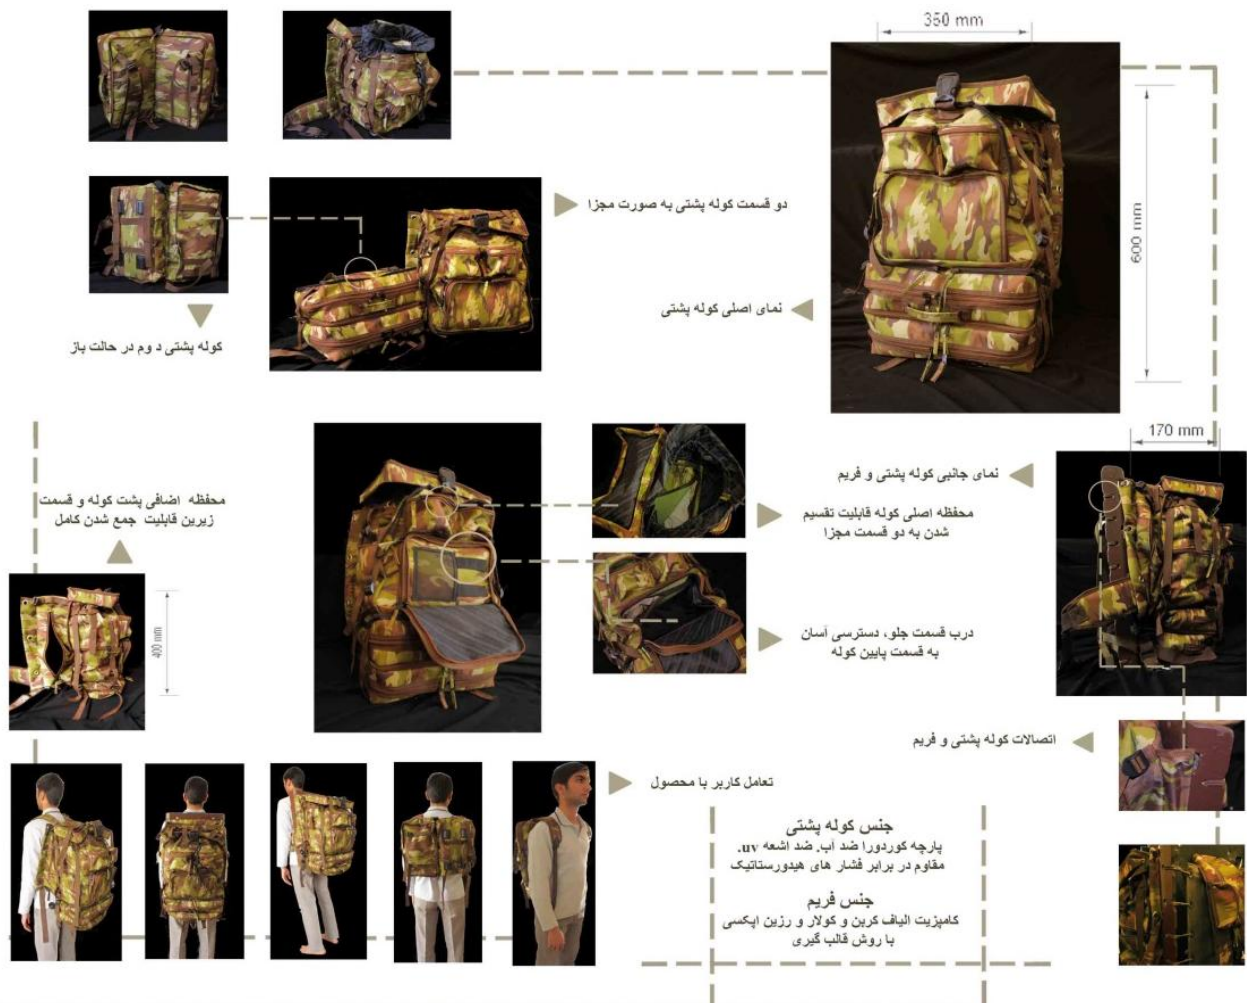 350 mm
600 mm
دو قسمت کوله پشتی به صورت مجزا
نمای اصلی کوله پشتی
کوله پشتی د وم در حالت باز
170 mm
نمای جانبی کوله پشتی و فریم
محفظه اصلی کوله قابلیت تقسیم
شدن به دو قسمت مجزا
محفظه اضافی پشت کوله و قسمت
زیرین قابلیت جمع شدن کامل
400 mm
درب قسمت جلو، دسترسی آسان
به قسمت پایین کوله
اتصالات کوله پشتی و فریم
تعامل کاربر با محصول
جنس کوله پشتی
پارچه کوردورا ضد آب. ضد اشعه uv.
مقاوم در برابر فشار های هیدورستاتیک
جنس فریم
کامپزیت الیاف کربن و کولار و رزین اپکسی
با روش قالب گیری